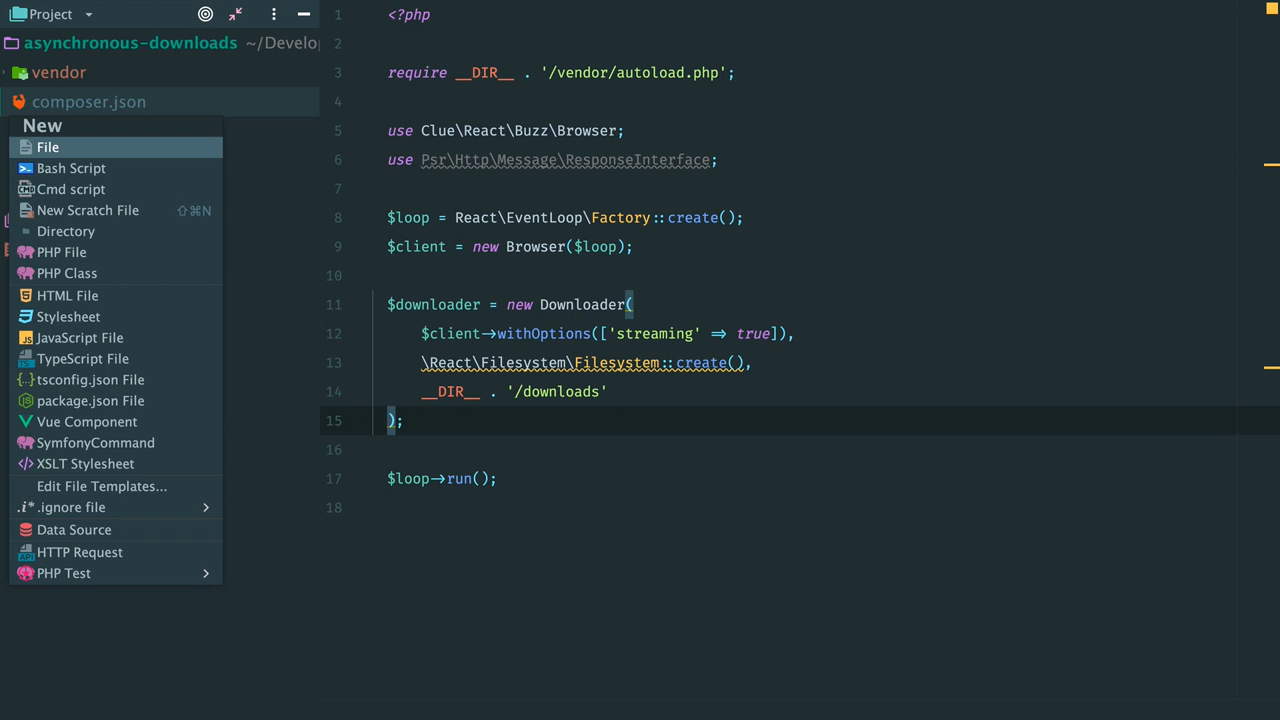 Project
asynchronous-downloads ~/Develo
vendor
composer.json
New
File
Bash Script
Cmd script
New Scratch File ⇧⌘N
Directory
PHP File
PHP Class
HTML File
Stylesheet
JavaScript File
TypeScript File
tsconfig.json File
package.json File
Vue Component
SymfonyCommand
XSLT Stylesheet
Edit File Templates...
.ignore file
Data Source
HTTP Request
PHP Test
1 <?php
2
3 require __DIR__ . '/vendor/autoload.php';
4
5 use Clue\React\Buzz\Browser;
6 use Psr\Http\Message\ResponseInterface;
7
8 $loop = React\EventLoop\Factory::create();
9 $client = new Browser($loop);
10
11 $downloader = new Downloader(
12 $client->withOptions(['streaming' => true]),
13 \React\Filesystem\Filesystem::create(),
14 __DIR__ . '/downloads'
15 );
16
17 $loop->run();
18